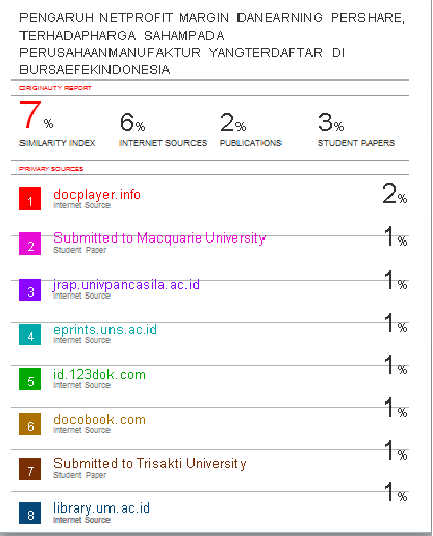 PENGARUH NETPROFIT MARGIN DANEARNING PERSHARE,
TERHADAPHARGA SAHAMPADA
PERUSAHAANMANUFAKTUR YANGTERDAFTAR DI
BURSAEFEKINDONESIA
ORIGINALITY REPORT
7% 6% 2% 3%
SIMILARITY INDEX INTERNET SOURCES PUBLICATIONS STUDENT PAPERS
PRIMARY SOURCES
1 docplayer.info 2%
Internet Source
2 Submitted to Macquarie University 1%
Student Paper
3 jrap.univpancasila.ac.id 1%
Internet Source
4 eprints.uns.ac.id 1%
Internet Source
5 id.123dok.com 1%
Internet Source
6 docobook.com 1%
Internet Source
7 Submitted to Trisakti University 1%
Student Paper
8 library.um.ac.id 1%
Internet Source